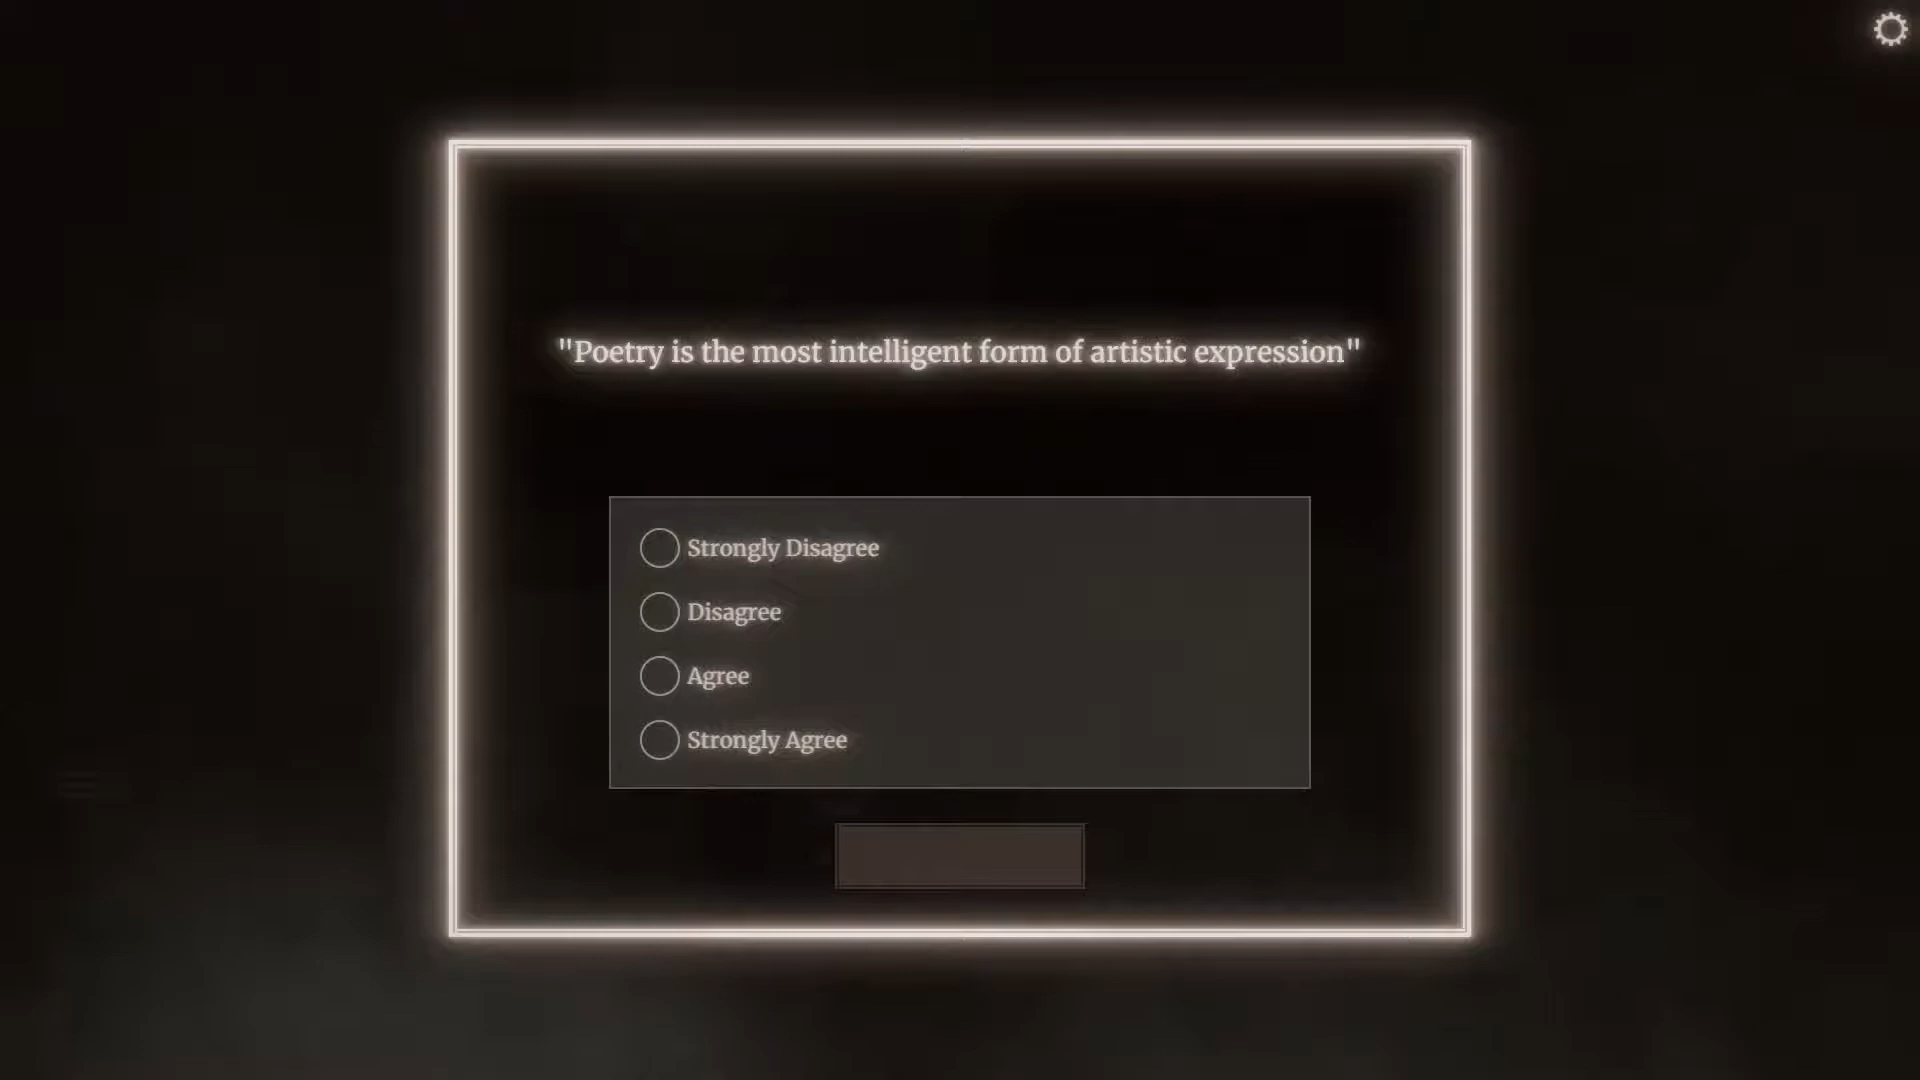 "Poetry is the most intelligent form of artistic expression"
Strongly Disagree
Disagree
Agree
Strongly Agree